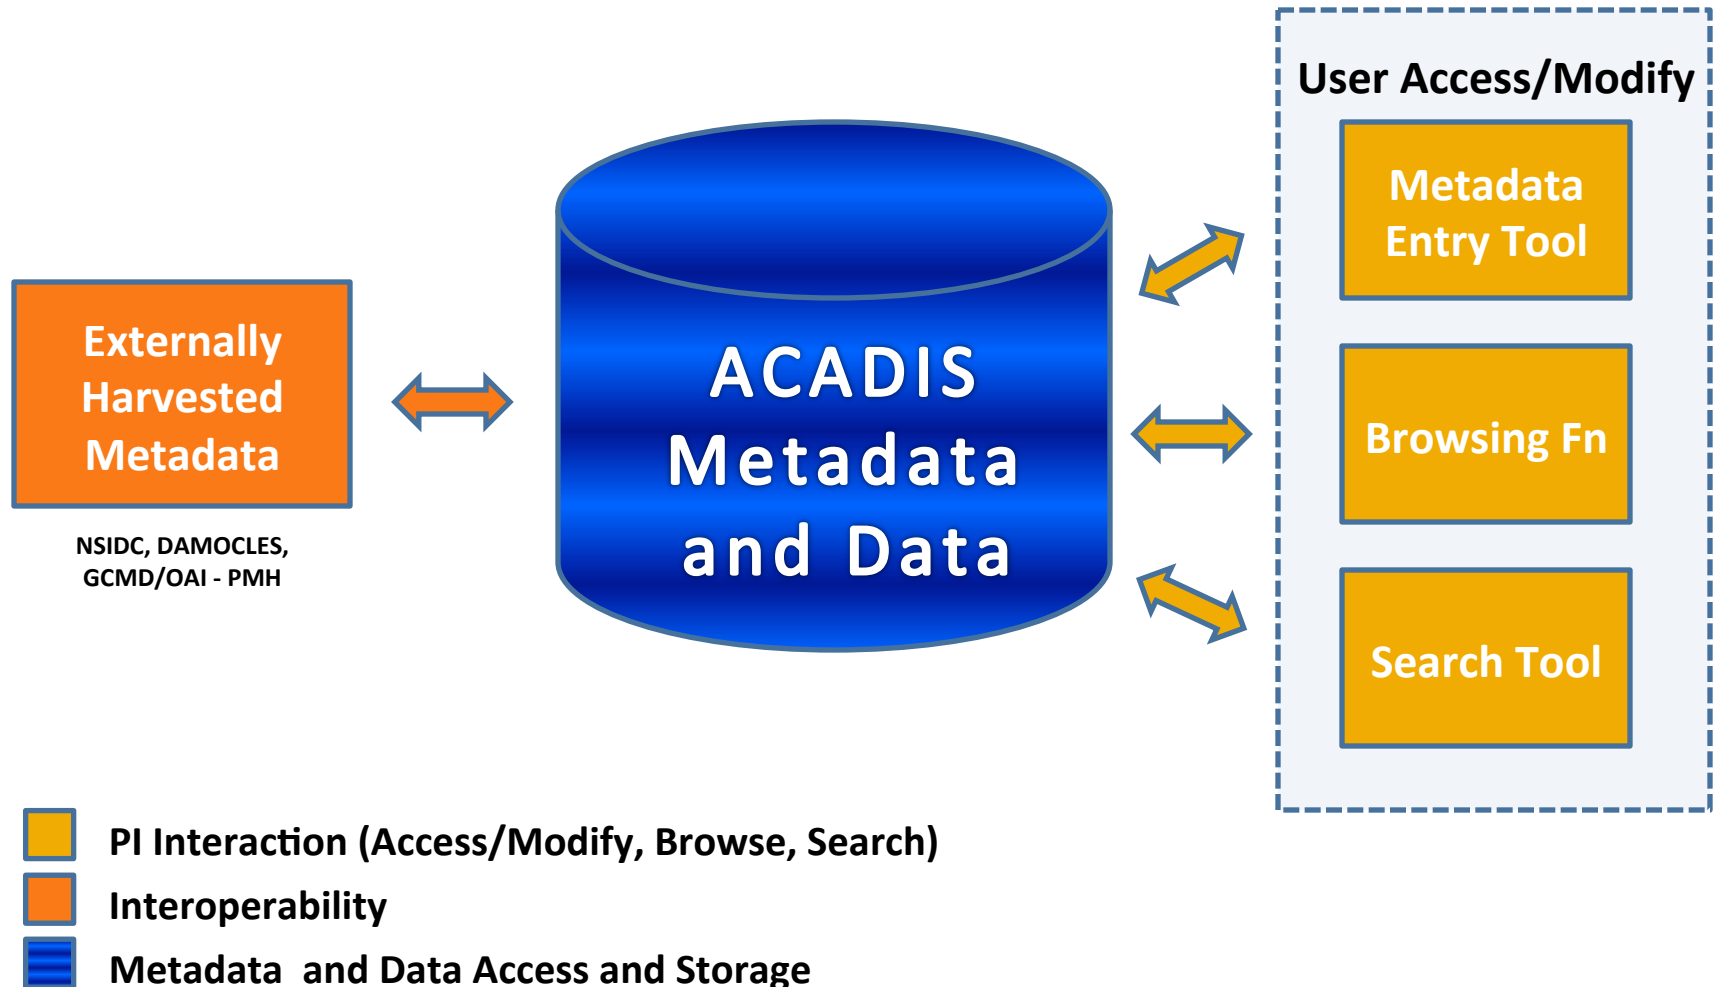 User Access/Modify
Metadata
Entry Tool
Browsing Fn
Search Tool
ACADIS
Metadata
and Data
Externally
Harvested
Metadata
NSIDC, DAMOCLES,
GCMD/OAI - PMH
PI Interaction (Access/Modify, Browse, Search)
Interoperability
Metadata  and Data Access and Storage